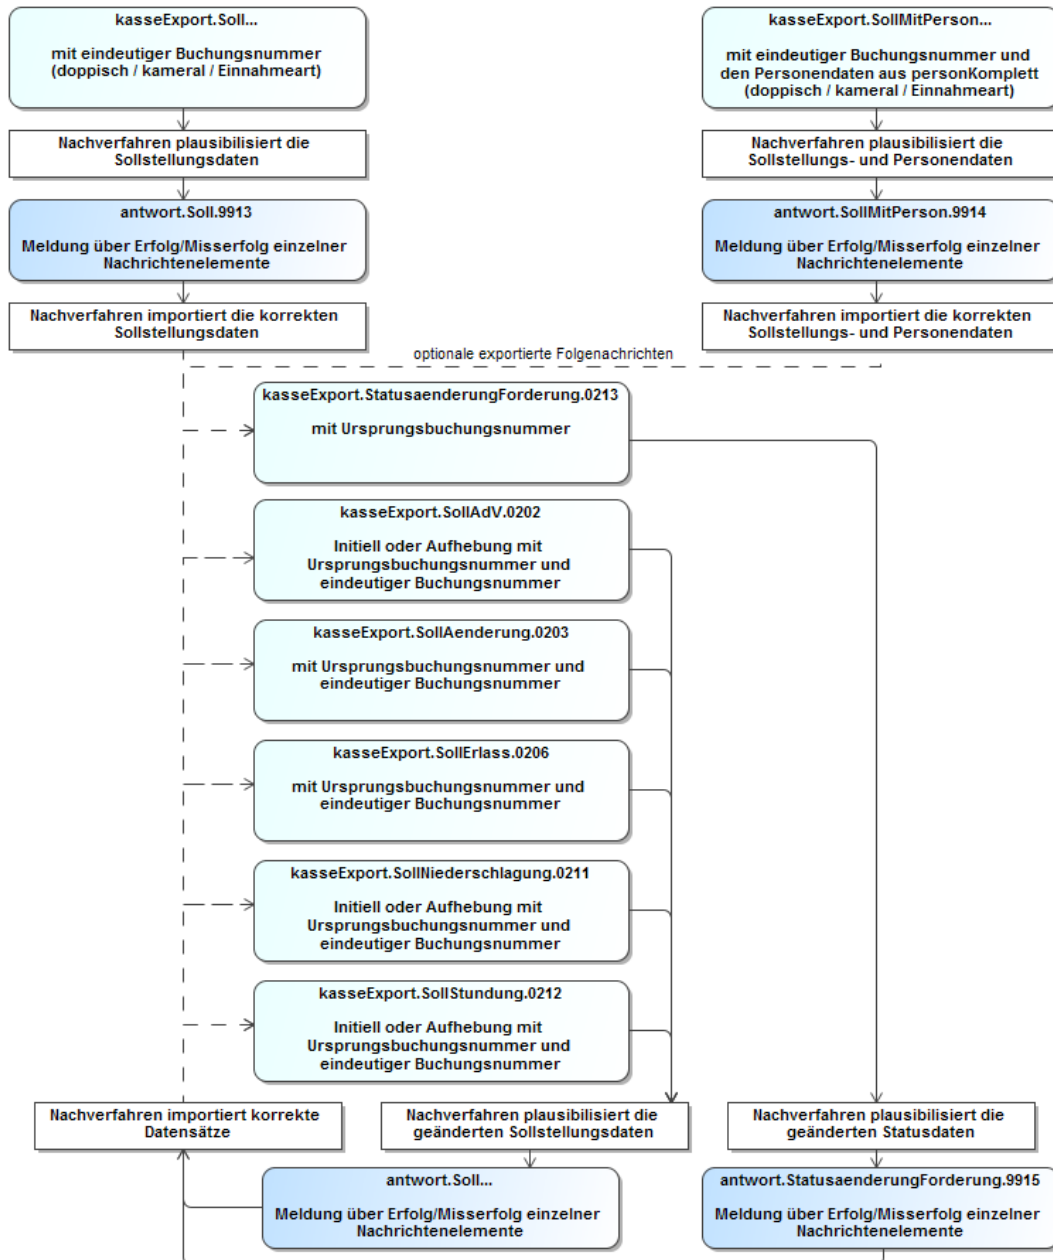 kasseExport.Soll...
mit eindeutiger Buchungsnummer
(doppisch / kameral / Einnahmeart)
kasseExport.SollMitPerson...
mit eindeutiger Buchungsnummer und
den Personendaten aus personKomplett
(doppisch / kameral / Einnahmeart)
Nachverfahren plausibilisiert die
Sollstellungsdaten
Nachverfahren plausibilisiert die
Sollstellungs- und Personendaten
antwort.Soll.9913
Meldung über Erfolg/Misserfolg einzelner
Nachrichtenelemente
antwort.SollMitPerson.9914
Meldung über Erfolg/Misserfolg einzelner
Nachrichtenelemente
Nachverfahren importiert die korrekten
Sollstellungsdaten
Nachverfahren importiert die korrekten
Sollstellungs- und Personendaten
optionale exportierte Folgenachrichten
kasseExport.StatusaenderungForderung.0213
mit Ursprungsbuchungsnummer
kasseExport.SollAdV.0202
Initiell oder Aufhebung mit
Ursprungsbuchungsnummer und
eindeutiger Buchungsnummer
kasseExport.SollAenderung.0203
mit Ursprungsbuchungsnummer und
eindeutiger Buchungsnummer
kasseExport.SollErlass.0206
mit Ursprungsbuchungsnummer und
eindeutiger Buchungsnummer
kasseExport.SollNiederschlagung.0211
Initiell oder Aufhebung mit
Ursprungsbuchungsnummer und
eindeutiger Buchungsnummer
kasseExport.SollStundung.0212
Initiell oder Aufhebung mit
Ursprungsbuchungsnummer und
eindeutiger Buchungsnummer
Nachverfahren importiert korrekte
Datensätze
Nachverfahren plausibilisiert die
geänderten Sollstellungsdaten
Nachverfahren plausibilisiert die
geänderten Statusdaten
antwort.Soll...
Meldung über Erfolg/Misserfolg einzelner
Nachrichtenelemente
antwort.StatusaenderungForderung.9915
Meldung über Erfolg/Misserfolg einzelner
Nachrichtenelemente